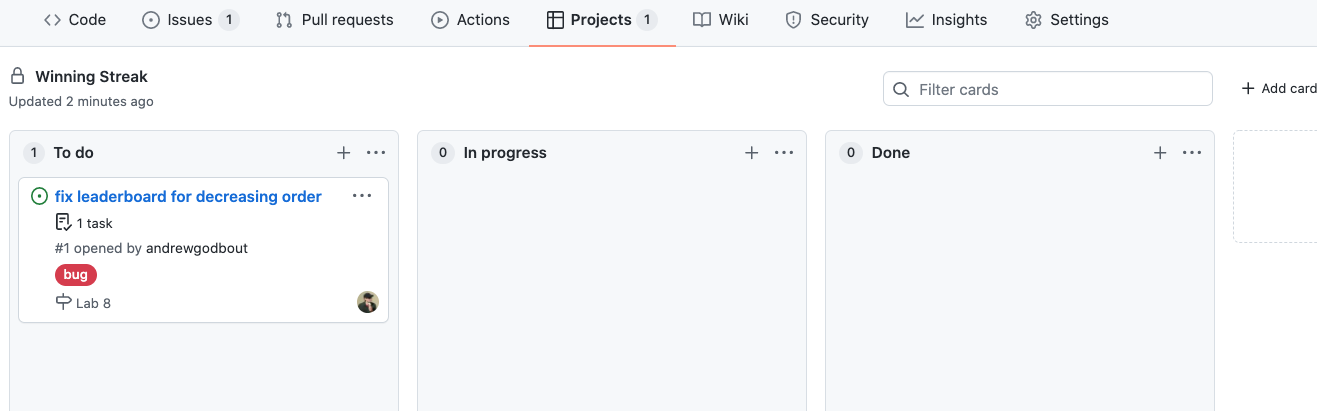 Code Issues 1 Pull requests Actions Projects 1 Wiki Security Insights Settings
Winning Streak
Updated 2 minutes ago
Filter cards
Add card
1 To do
0 In progress
0 Done
fix leaderboard for decreasing order
1 task
#1 opened by andrewgodbout
bug
Lab 8